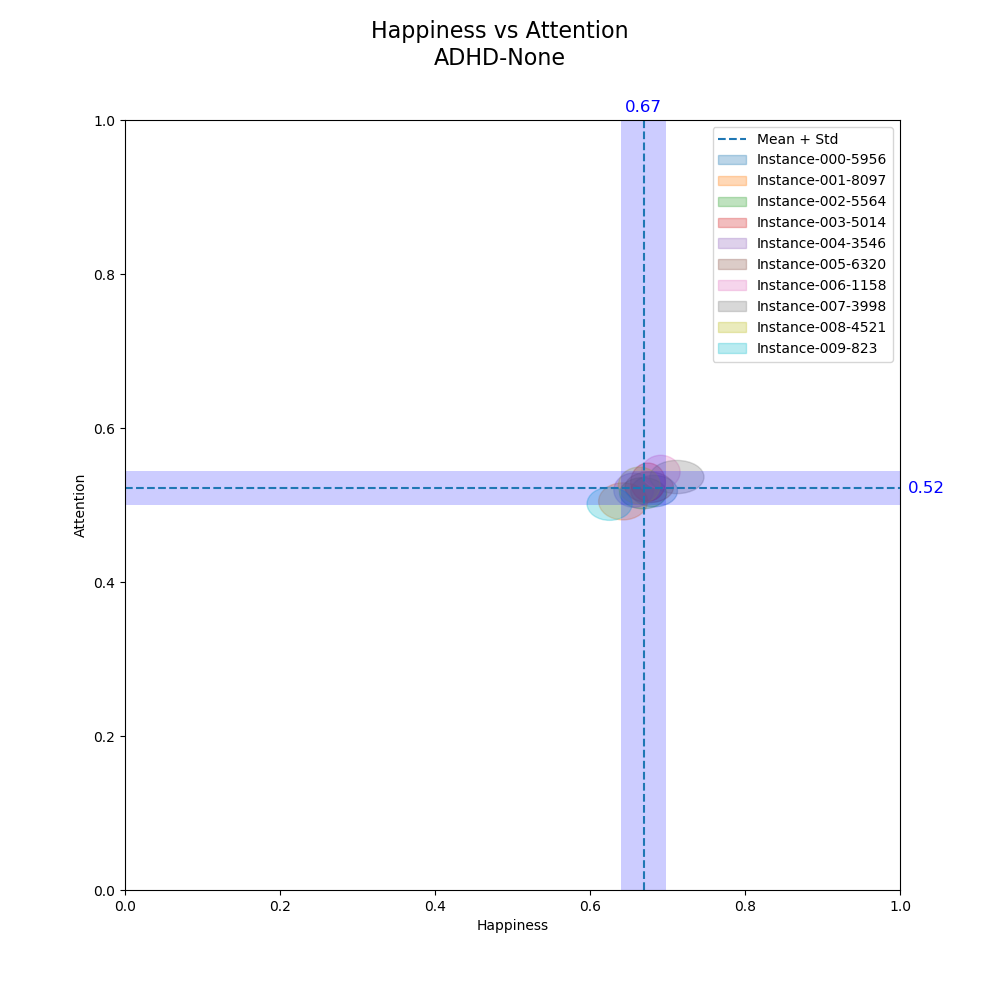 Happiness vs Attention
ADHD-None
0.67
1.0
Mean + Std
Instance-000-5956
Instance-001-8097
Instance-002-5564
Instance-003-5014
Instance-004-3546
Instance-005-6320
Instance-006-1158
Instance-007-3998
Instance-008-4521
Instance-009-823
0.8
0.6
Attention
0.52
0.4
0.2
0.0
0.0 0.2 0.4 0.6 0.8 1.0
Happiness